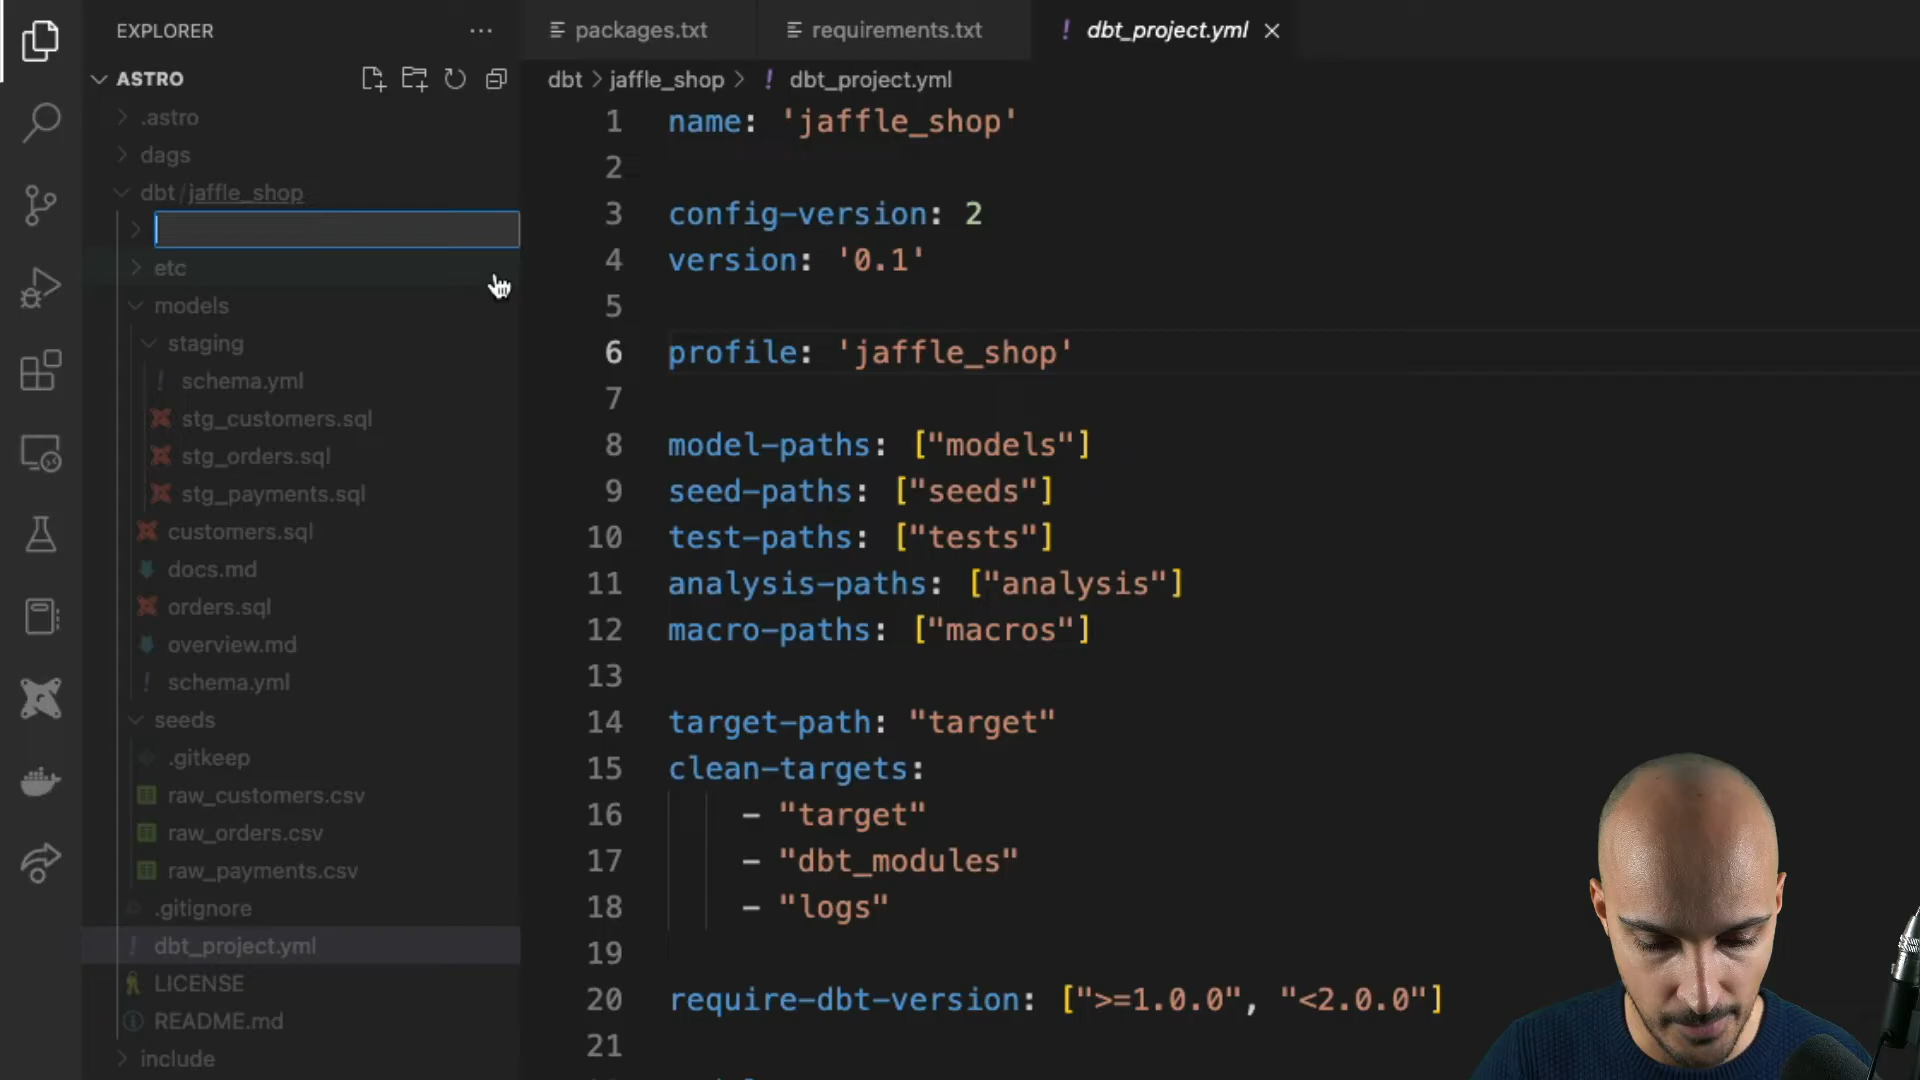 EXPLORER
ASTRO
.astro
dags
dbt / jaffle_shop
etc
models
staging
schema.yml
stg_customers.sql
stg_orders.sql
stg_payments.sql
customers.sql
docs.md
orders.sql
overview.md
schema.yml
seeds
.gitkeep
raw_customers.csv
raw_orders.csv
raw_payments.csv
.gitignore
dbt_project.yml
LICENSE
README.md
include
packages.txt
requirements.txt
dbt_project.yml
dbt > jaffle_shop > ! dbt_project.yml
1 name: 'jaffle_shop'
2
3 config-version: 2
4 version: '0.1'
5
6 profile: 'jaffle_shop'
7
8 model-paths: ["models"]
9 seed-paths: ["seeds"]
10 test-paths: ["tests"]
11 analysis-paths: ["analysis"]
12 macro-paths: ["macros"]
13
14 target-path: "target"
15 clean-targets:
16 - "target"
17 - "dbt_modules"
18 - "logs"
19
20 require-dbt-version: [">=1.0.0", "<2.0.0"]
21